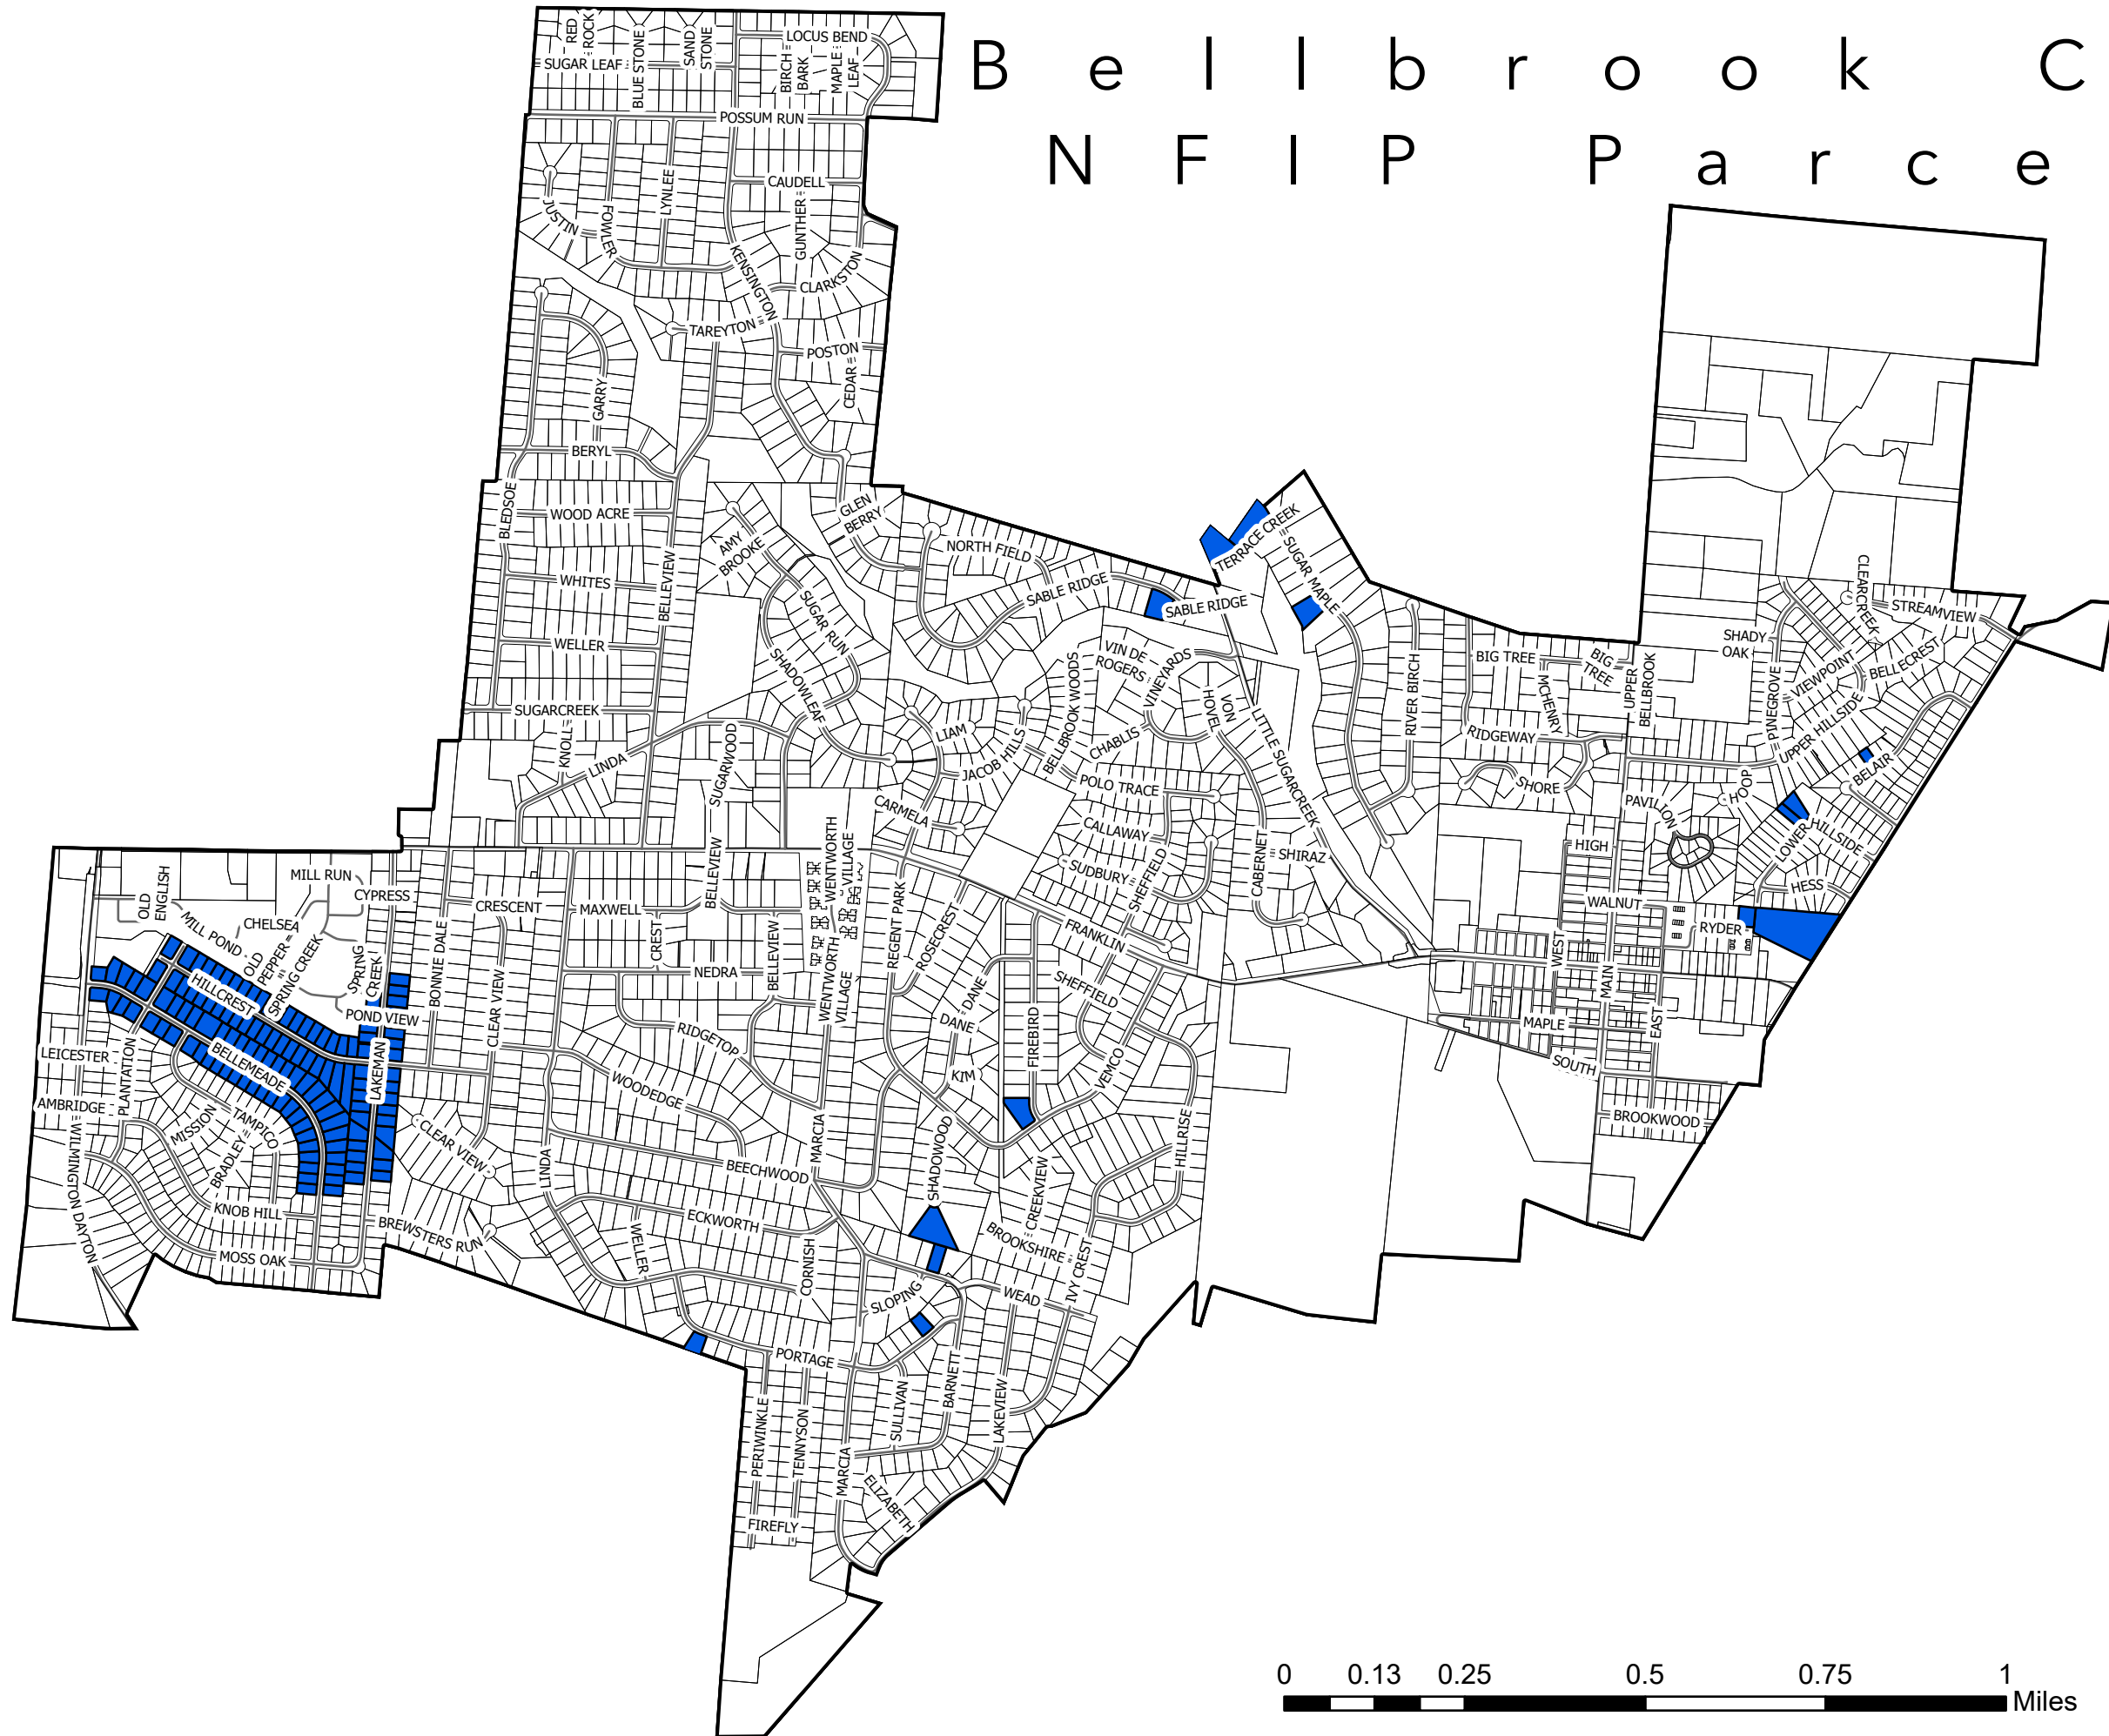 B e l l b r o o k C
N F I P P a r c e
RED
ROCK
BLUE STONE
SAND
STONE
LOCUS BEND
SUGAR LEAF
BIRCH
BARK
MAPLE
LEAF
POSSUM RUN
CAUDELL
LYNLEE
GUNTHER
JUSTIN
FOWLER
KENSINGTON
CLARKSTON
TAREYTON
POSTON
CEDAR
GARRY
BERYL
BLEDSOE
WOOD ACRE
GLEN
BERRY
AMY
BROOKE
NORTH FIELD
TERRACE CREEK
SUGAR MAPLE
WHITES
BELLEVIEW
SUGAR RUN
SABLE RIDGE
SABLE RIDGE
CLEARCREEK
STREAMVIEW
WELLER
SHADOWLEAF
VIN DE
ROGERS
VINEYARDS
BELLBROOK WOODS
RIVER BIRCH
BIG TREE
BIG
TREE
MCHENRY
UPPER
BELLBROOK
SHADY
OAK
PINEGROVE
VIEWPOINT
BELLECREST
SUGARCREEK
KNOLLS
LINDA
SUGARWOOD
LIAM
JACOB HILLS
CHABLIS
VON
HOVEL
LITTLE SUGARCREEK
RIDGEWAY
UPPER HILLSIDE
BELAIR
SHORE
HOOP
POLO TRACE
CARMELA
CALLAWAY
PAVILION
LOWER
HILLSIDE
HIGH
SUDBURY
SHEFFIELD
CABERNET
SHIRAZ
HESS
WALNUT
RYDER
WENTWORTH
VILLAGE
BELLEVIEW
MILL RUN
CYPRESS
OLD
ENGLISH
MILL POND
CHELSEA
OLD
PEPPER
SPRING CREEK
SPRING
CREEK
CRESCENT
MAXWELL
CREST
REGENT PARK
ROSECREST
FRANKLIN
WEST
MAIN
EAST
BONNIE DALE
NEDRA
BELLEVIEW
WENTWORTH
VILLAGE
DANE
DANE
SHEFFIELD
FIREBIRD
HILLCREST
POND VIEW
CLEAR VIEW
RIDGETOP
MAPLE
SOUTH
LEICESTER
PLANTATION
BELLEMEADE
LAKEMAN
WOODEDGE
KIM
VEMCO
BROOKWOOD
AMBRIDGE
MISSION
TAMPICO
BRADLEY
CLEAR VIEW
LINDA
MARCIA
SHADOWOOD
HILLRISE
BEECHWOOD
CREEKVIEW
WILMINGTON DAYTON
KNOB HILL
BREWSTERS RUN
ECKWORTH
WELLER
CORNISH
BROOKSHIRE
IVY CREST
MOSS OAK
SLOPING
WEAD
PORTAGE
PERIWINKLE
TENNYSON
SULLIVAN
BARNETT
LAKEVIEW
MARCIA
ELIZABETH
FIREFLY
0 0.13 0.25 0.5 0.75 1
Miles